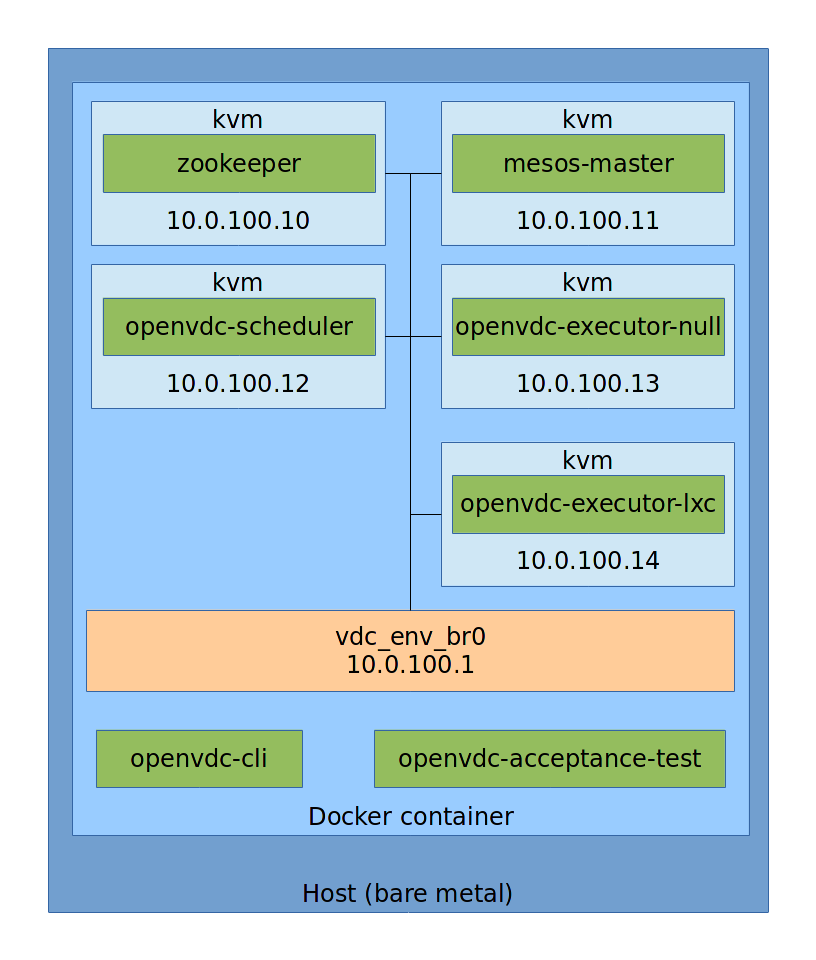 kvm
zookeeper
10.0.100.10
kvm
mesos-master
10.0.100.11
kvm
openvdc-scheduler
10.0.100.12
kvm
openvdc-executor-null
10.0.100.13
kvm
openvdc-executor-lxc
10.0.100.14
vdc_env_br0
10.0.100.1
openvdc-cli
openvdc-acceptance-test
Docker container
Host (bare metal)